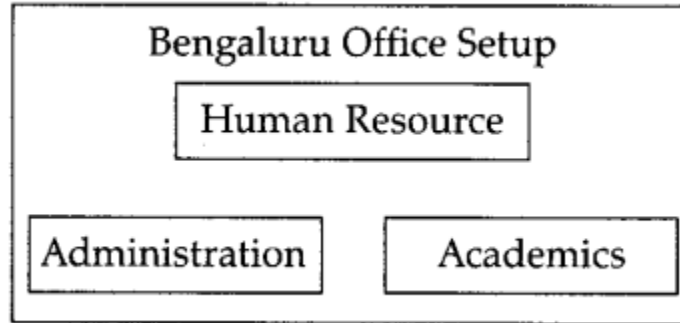 Bengaluru Office Setup
Human Resource
Administration
Academics